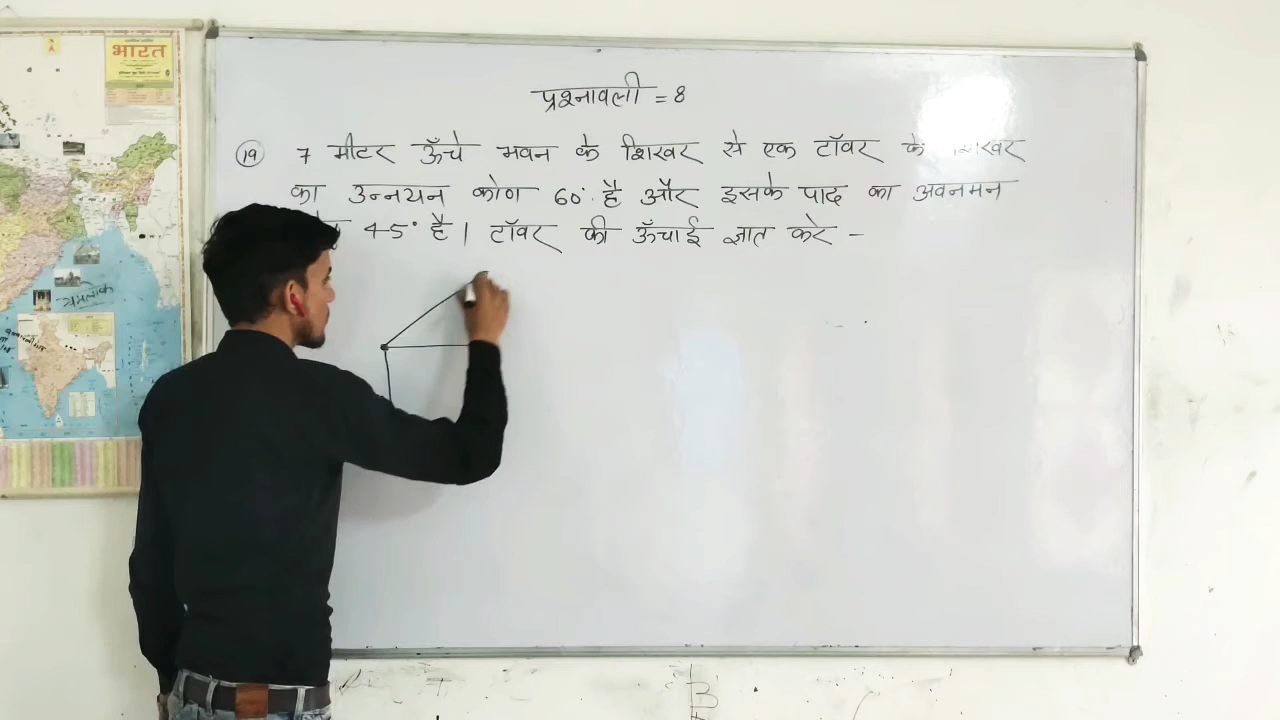 भारत
प्रश्नावली = 8
19 7 मीटर ऊँचे भवन के शिखर से एक टॉवर के शिखर
का उन्नयन कोण 60° है और इसके पाद का अवनमन
45° है। टॉवर की ऊँचाई ज्ञात करे -
B